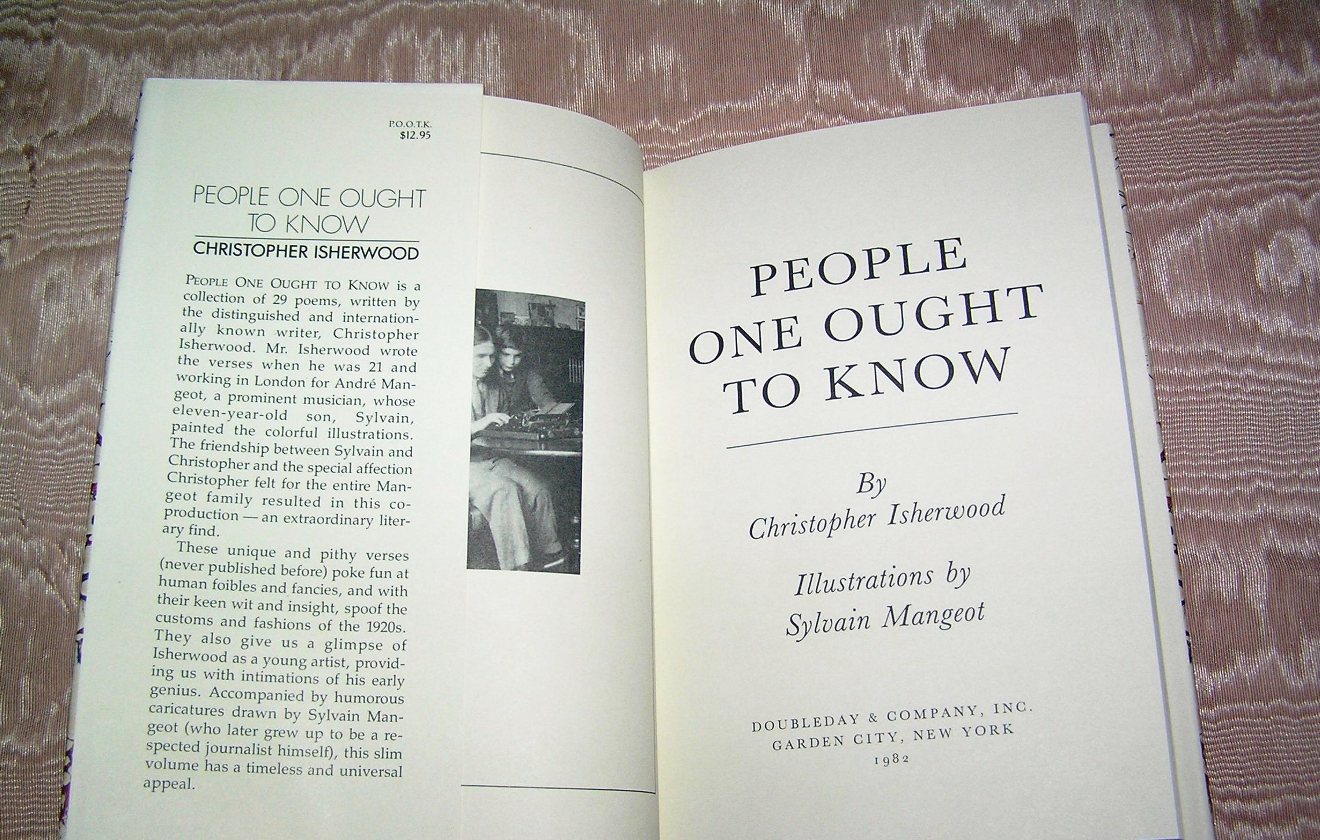 P.O.O.T.K.
$12.95
PEOPLE ONE OUGHT
TO KNOW
CHRISTOPHER ISHERWOOD
PEOPLE ONE OUGHT TO KNOW is a
collection of 29 poems, written by
the distinguished and internation-
ally known writer, Christopher
Isherwood. Mr. Isherwood wrote
the verses when he was 21 and
working in London for André Man-
geot, a prominent musician, whose
eleven-year-old son, Sylvain,
painted the colorful illustrations.
The friendship between Sylvain and
Christopher and the special affection
Christopher felt for the entire Man-
geot family resulted in this co-
production — an extraordinary liter-
ary find.
These unique and pithy verses
(never published before) poke fun at
human foibles and fancies, and with
their keen wit and insight, spoof the
customs and fashions of the 1920s.
They also give us a glimpse of
Isherwood as a young artist, provid-
ing us with intimations of his early
genius. Accompanied by humorous
caricatures drawn by Sylvain Man-
geot (who later grew up to be a re-
spected journalist himself), this slim
volume has a timeless and universal
appeal.
PEOPLE
ONE OUGHT
TO KNOW
By
Christopher Isherwood
Illustrations by
Sylvain Mangeot
DOUBLEDAY & COMPANY, INC.
GARDEN CITY, NEW YORK
1982